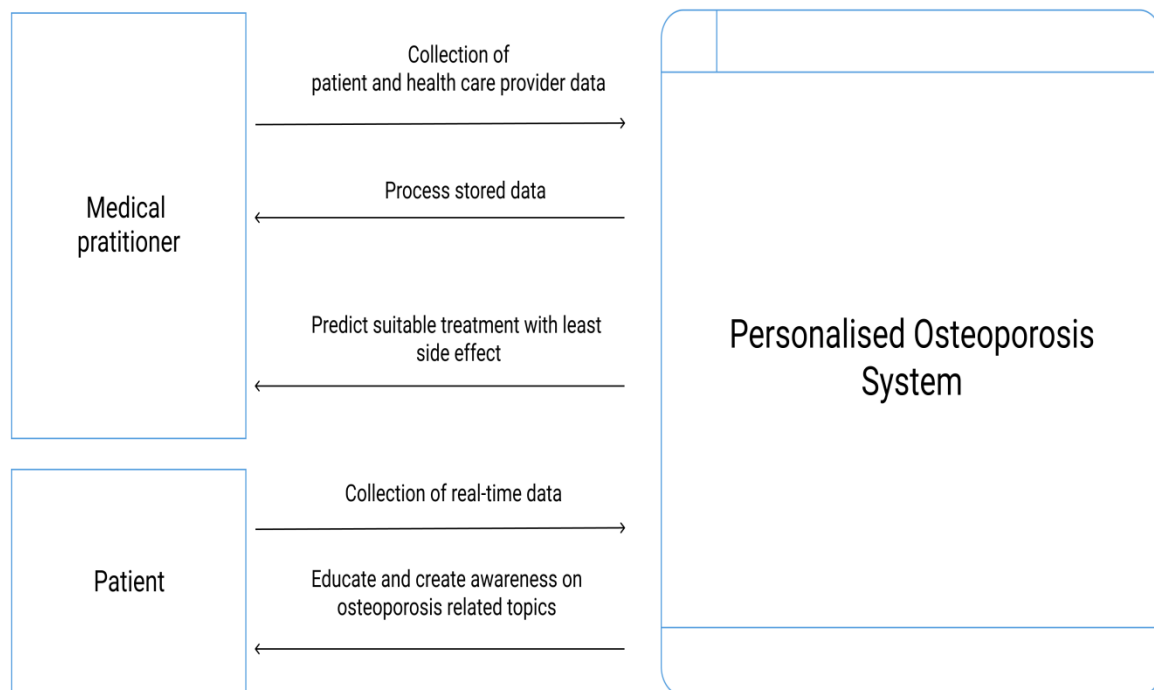 Collection of
patient and health care provider data
Process stored data
Medical
pratitioner
Predict suitable treatment with least
side effect
Personalised Osteoporosis
System
Collection of real-time data
Patient
Educate and create awareness on
osteoporosis related topics